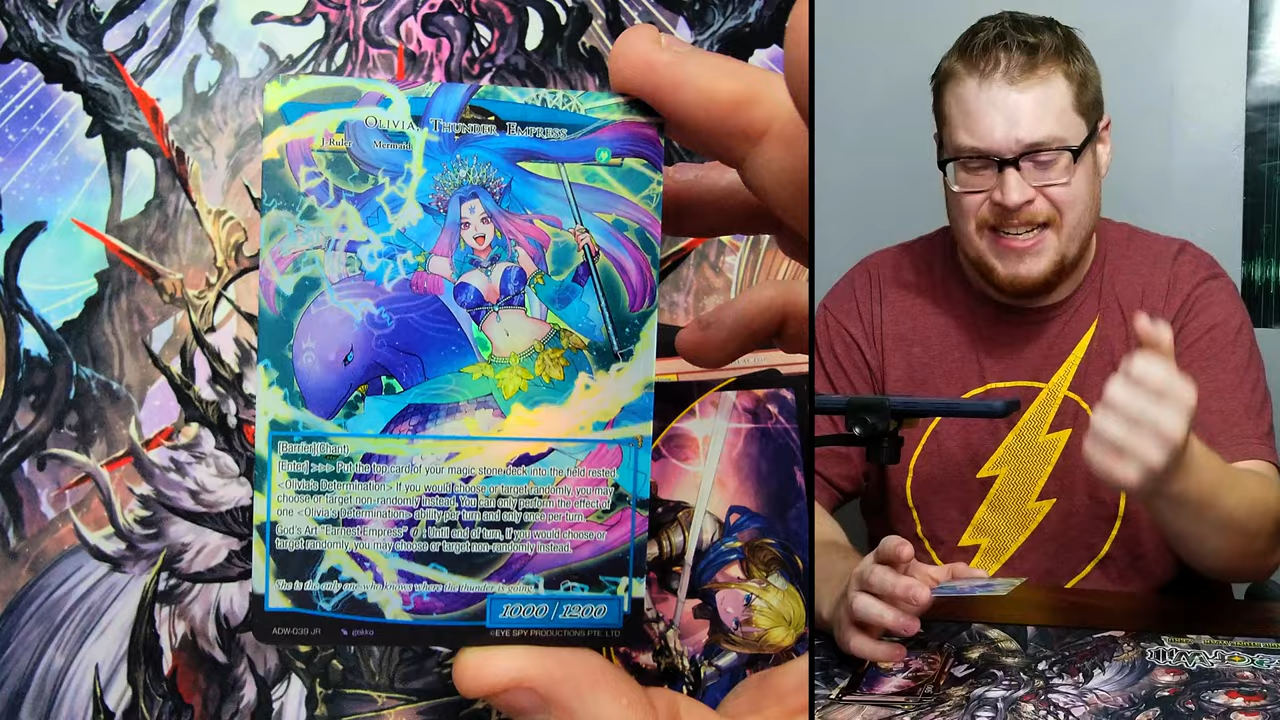 Olivia, Thunder Empress
J-Ruler Mermaid
[Barrier](Chant)
[Enter] >>> Put the top card of your magic stone deck into the field rested.
<Olivia's Determination> If you would choose or target randomly, you may
choose or target non-randomly instead. You can only perform the effect of
one <Olivia's Determination> ability per turn and only once per turn.
God's Art "Earnest Empress" : Until end of turn, if you would choose or
target randomly, you may choose or target non-randomly instead.
She is the only one who knows where the thunder is going.
1000 / 1200
ADW-039 JR gekko ©EYE SPY PRODUCTIONS PTE. LTD